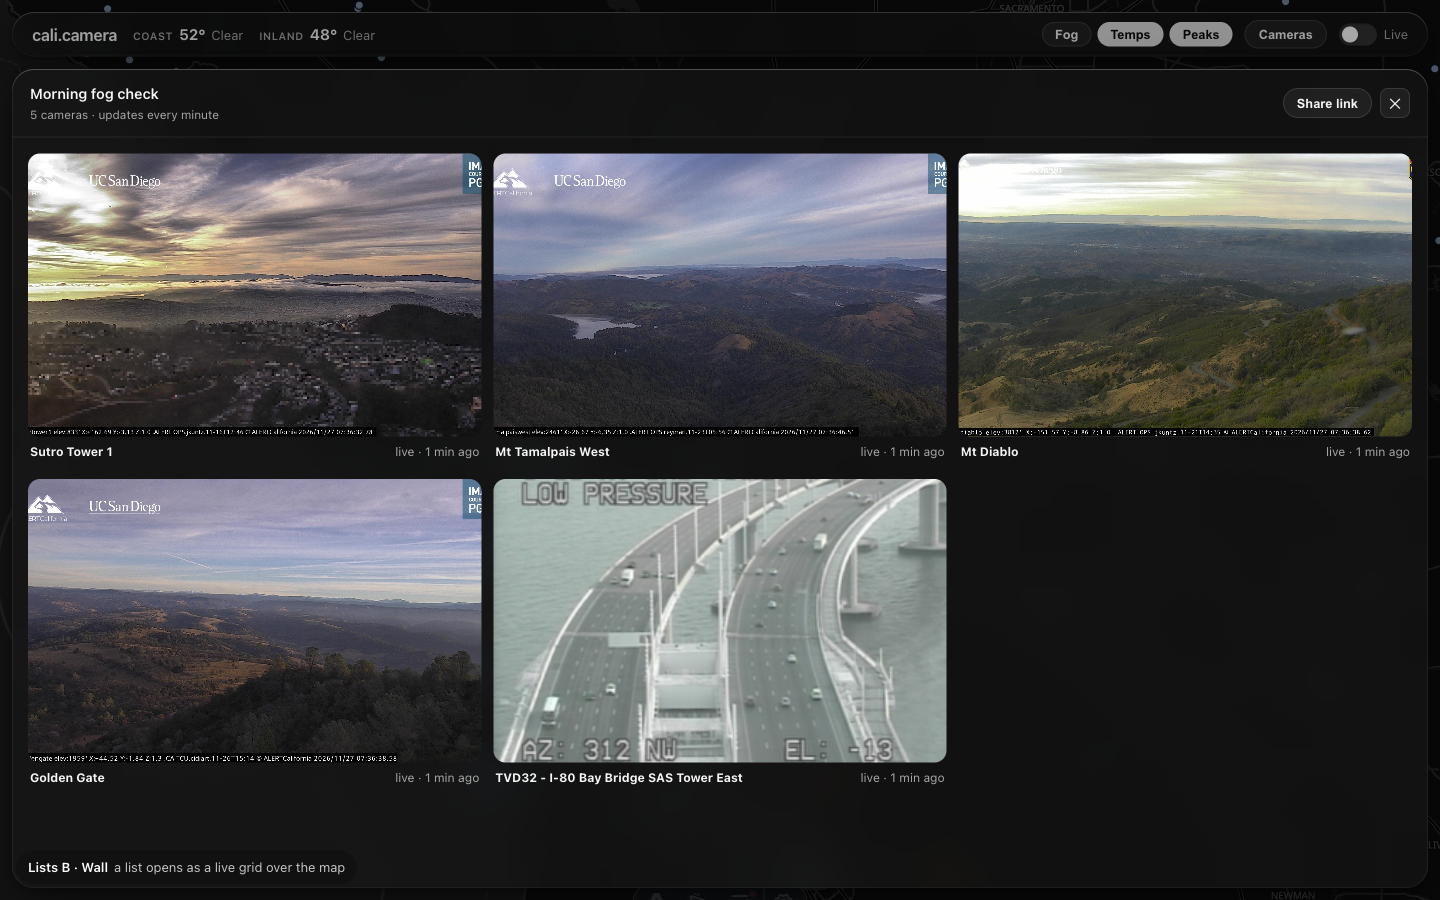 SACRAMENTO
cali.camera COAST 52° Clear INLAND 48° Clear Fog Temps Peaks Cameras Live
Morning fog check
5 cameras · updates every minute
Share link
UC San Diego
UC San Diego
Sutro Tower 1 live · 1 min ago
Mt Tamalpais West live · 1 min ago
Mt Diablo live · 1 min ago
UC San Diego
LOW PRESSURE
AZ: 312 NW EL: -13
Golden Gate live · 1 min ago
TVD32 - I-80 Bay Bridge SAS Tower East live · 1 min ago
Lists B · Wall a list opens as a live grid over the map
NEWMAN